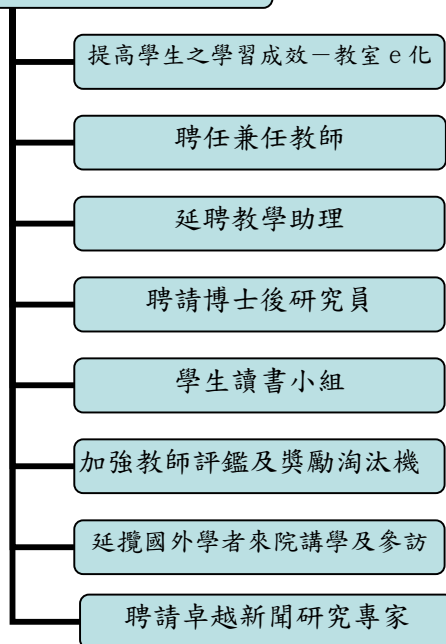 提高學生之學習成效－教室 e 化
聘任兼任教師
延聘教學助理
聘請博士後研究員
學生讀書小組
加強教師評鑑及獎勵淘汰機
延攬國外學者來院講學及參訪
聘請卓越新聞研究專家